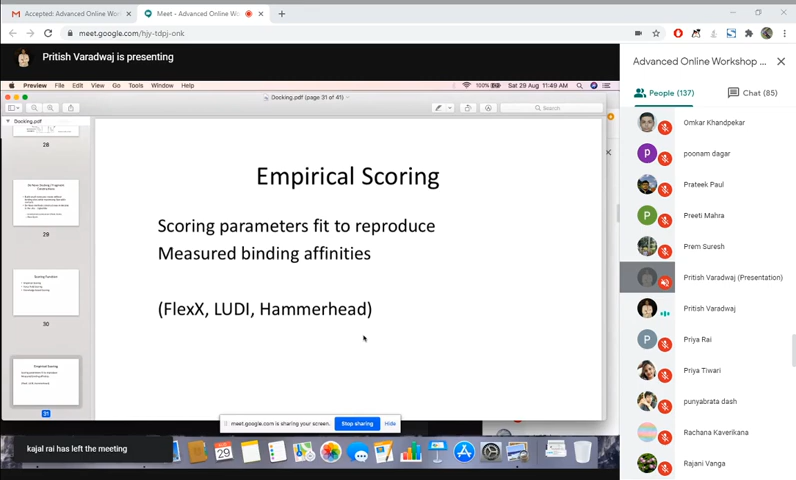 Accepted: Advanced Online Work
Meet - Advanced Online Wor
meet.google.com/hjy-tdpj-onk
Pritish Varadwaj is presenting
Advanced Online Workshop ...
People (137)
Chat (85)
Preview File Edit View Go Tools Window Help
100%
Sat 29 Aug 11:49 AM
Docking.pdf (page 31 of 41)
Search
Docking.pdf
28
29
Scoring Function
30
Empirical Scoring
31
Empirical Scoring
Scoring parameters fit to reproduce
Measured binding affinities
(FlexX, LUDI, Hammerhead)
meet.google.com is sharing your screen.
Stop sharing
Hide
kajal rai has left the meeting
29
Omkar Khandpekar
p
poonam dagar
Prateek Paul
P
Preeti Mahra
Prem Suresh
Pritish Varadwaj (Presentation)
Pritish Varadwaj
P
Priya Rai
Priya Tiwari
punyabrata dash
Rachana Kaverikana
Rajani Vanga